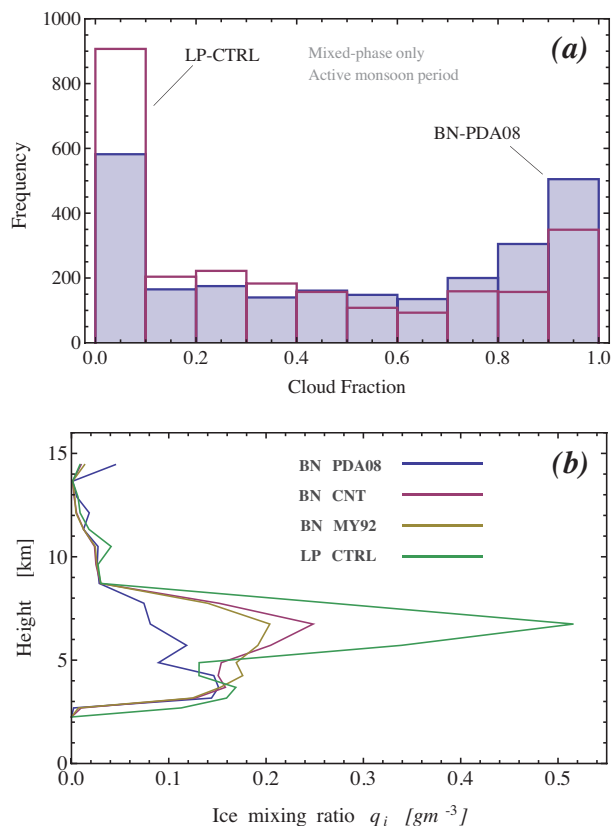 1000
800
600
400
200
0
Frequency
LP-CTRL
Mixed-phase only
Active monsoon period
(a)
BN-PDA08
0.0 0.2 0.4 0.6 0.8 1.0
Cloud Fraction
15
10
5
0
Height [km]
(b)
BN PDA08
BN CNT
BN MY92
LP CTRL
0.0 0.1 0.2 0.3 0.4 0.5
Ice mixing ratio q_i [gm⁻³]